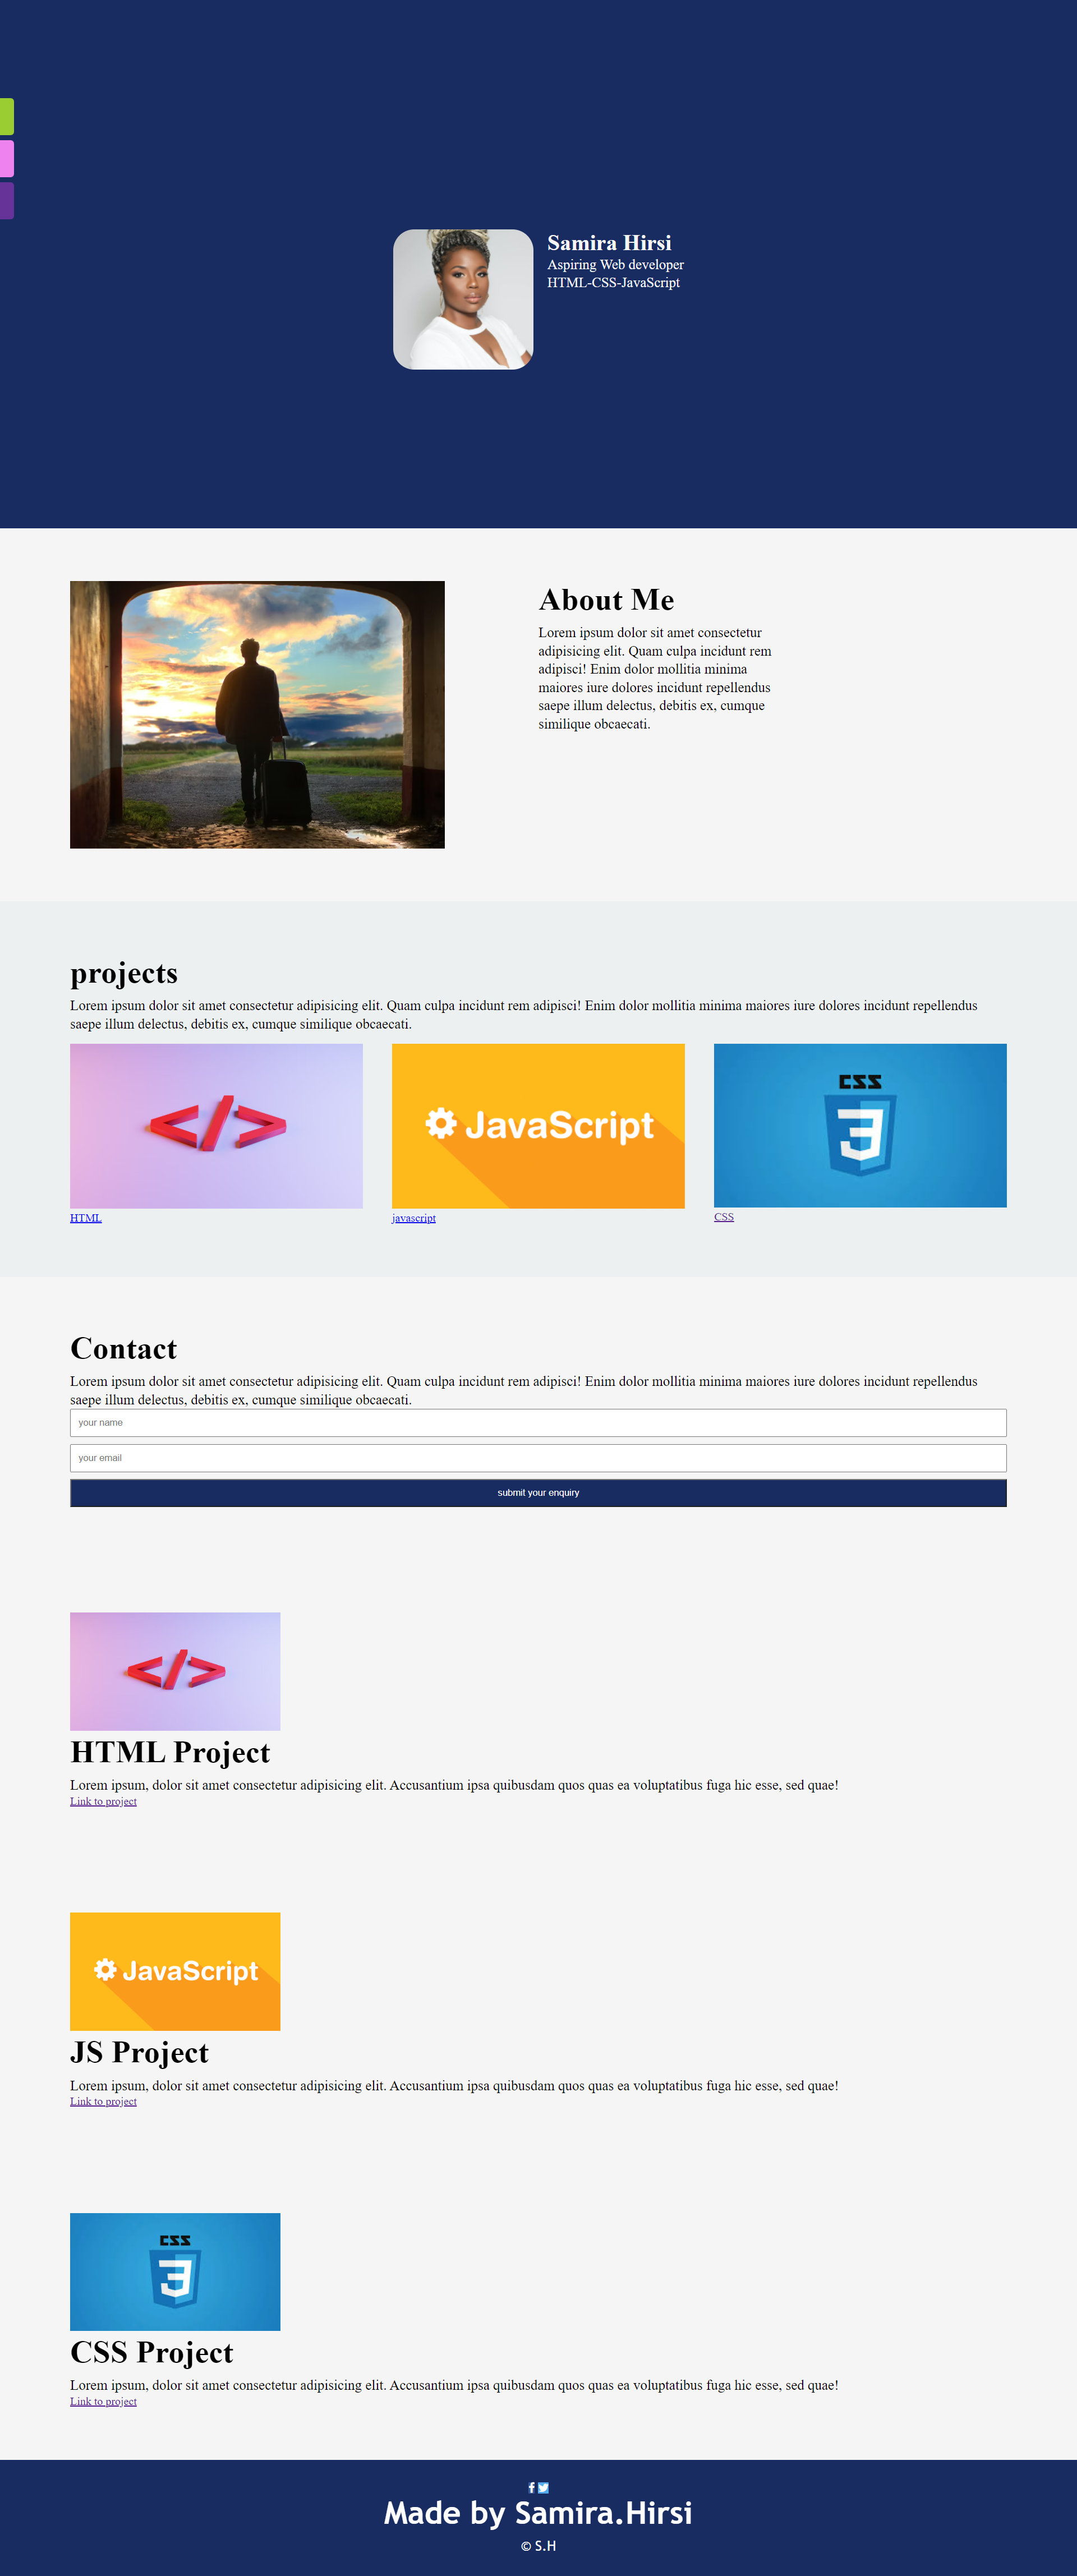 Samira Hirsi
Aspiring Web developer
HTML-CSS-JavaScript
About Me
Lorem ipsum dolor sit amet consectetur
adipisicing elit. Quam culpa incidunt rem
adipisci! Enim dolor mollitia minima
maiores iure dolores incidunt repellendus
saepe illum delectus, debitis ex, cumque
similique obcaecati.
projects
Lorem ipsum dolor sit amet consectetur adipisicing elit. Quam culpa incidunt rem adipisci! Enim dolor mollitia minima maiores iure dolores incidunt repellendus
saepe illum delectus, debitis ex, cumque similique obcaecati.
</>
JavaScript
CSS
3
HTML
javascript
CSS
Contact
Lorem ipsum dolor sit amet consectetur adipisicing elit. Quam culpa incidunt rem adipisci! Enim dolor mollitia minima maiores iure dolores incidunt repellendus
saepe illum delectus, debitis ex, cumque similique obcaecati.
your name
your email
submit your enquiry
</>
HTML Project
Lorem ipsum, dolor sit amet consectetur adipisicing elit. Accusantium ipsa quibusdam quos quas ea voluptatibus fuga hic esse, sed quae!
Link to project
JavaScript
JS Project
Lorem ipsum, dolor sit amet consectetur adipisicing elit. Accusantium ipsa quibusdam quos quas ea voluptatibus fuga hic esse, sed quae!
Link to project
CSS
3
CSS Project
Lorem ipsum, dolor sit amet consectetur adipisicing elit. Accusantium ipsa quibusdam quos quas ea voluptatibus fuga hic esse, sed quae!
Link to project
f
Made by Samira.Hirsi
© S.H